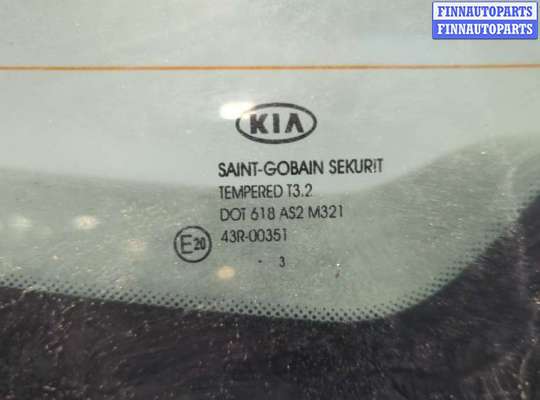 FINNAUTOPARTS
FINNAUTOPARTS
KIA
SAINT-GOBAIN SEKURIT
TEMPERED T3.2
DOT 618 AS2 M321
E20 43R-00351
· 3